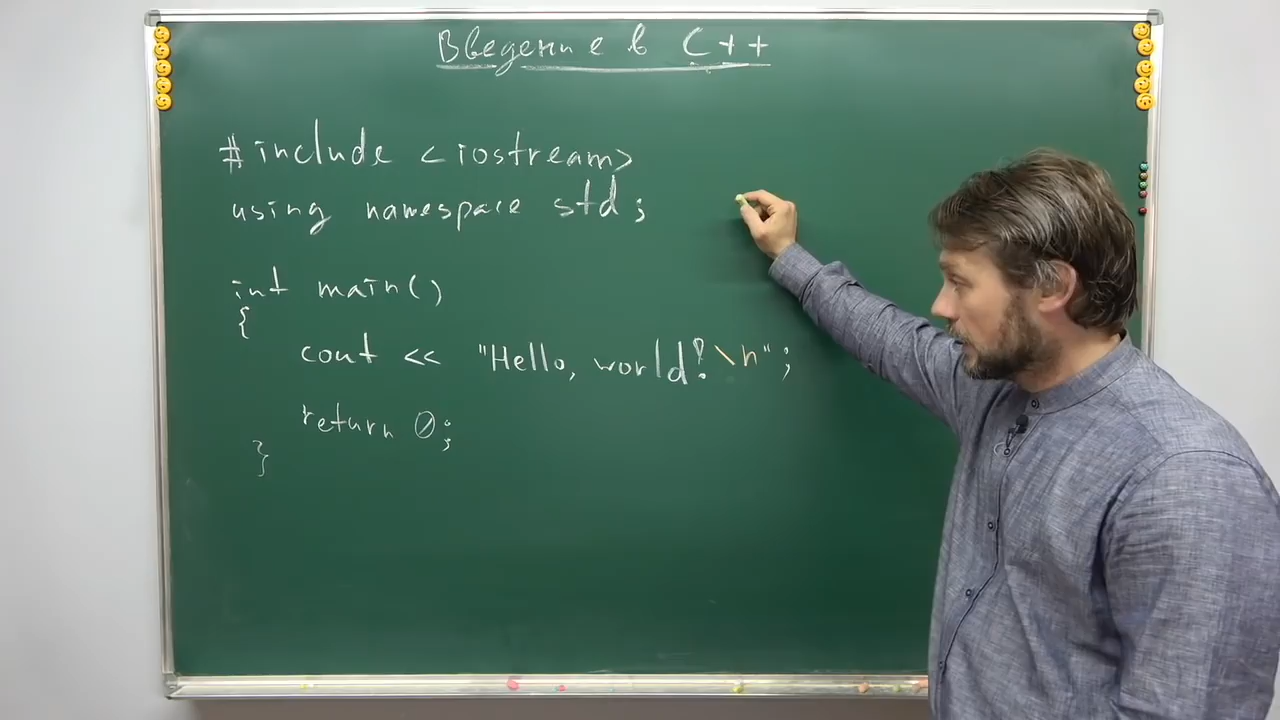 Введение в C++
#include <iostream>
using namespace std;
int main()
{
cout << "Hello, world!\n";
return 0;
}